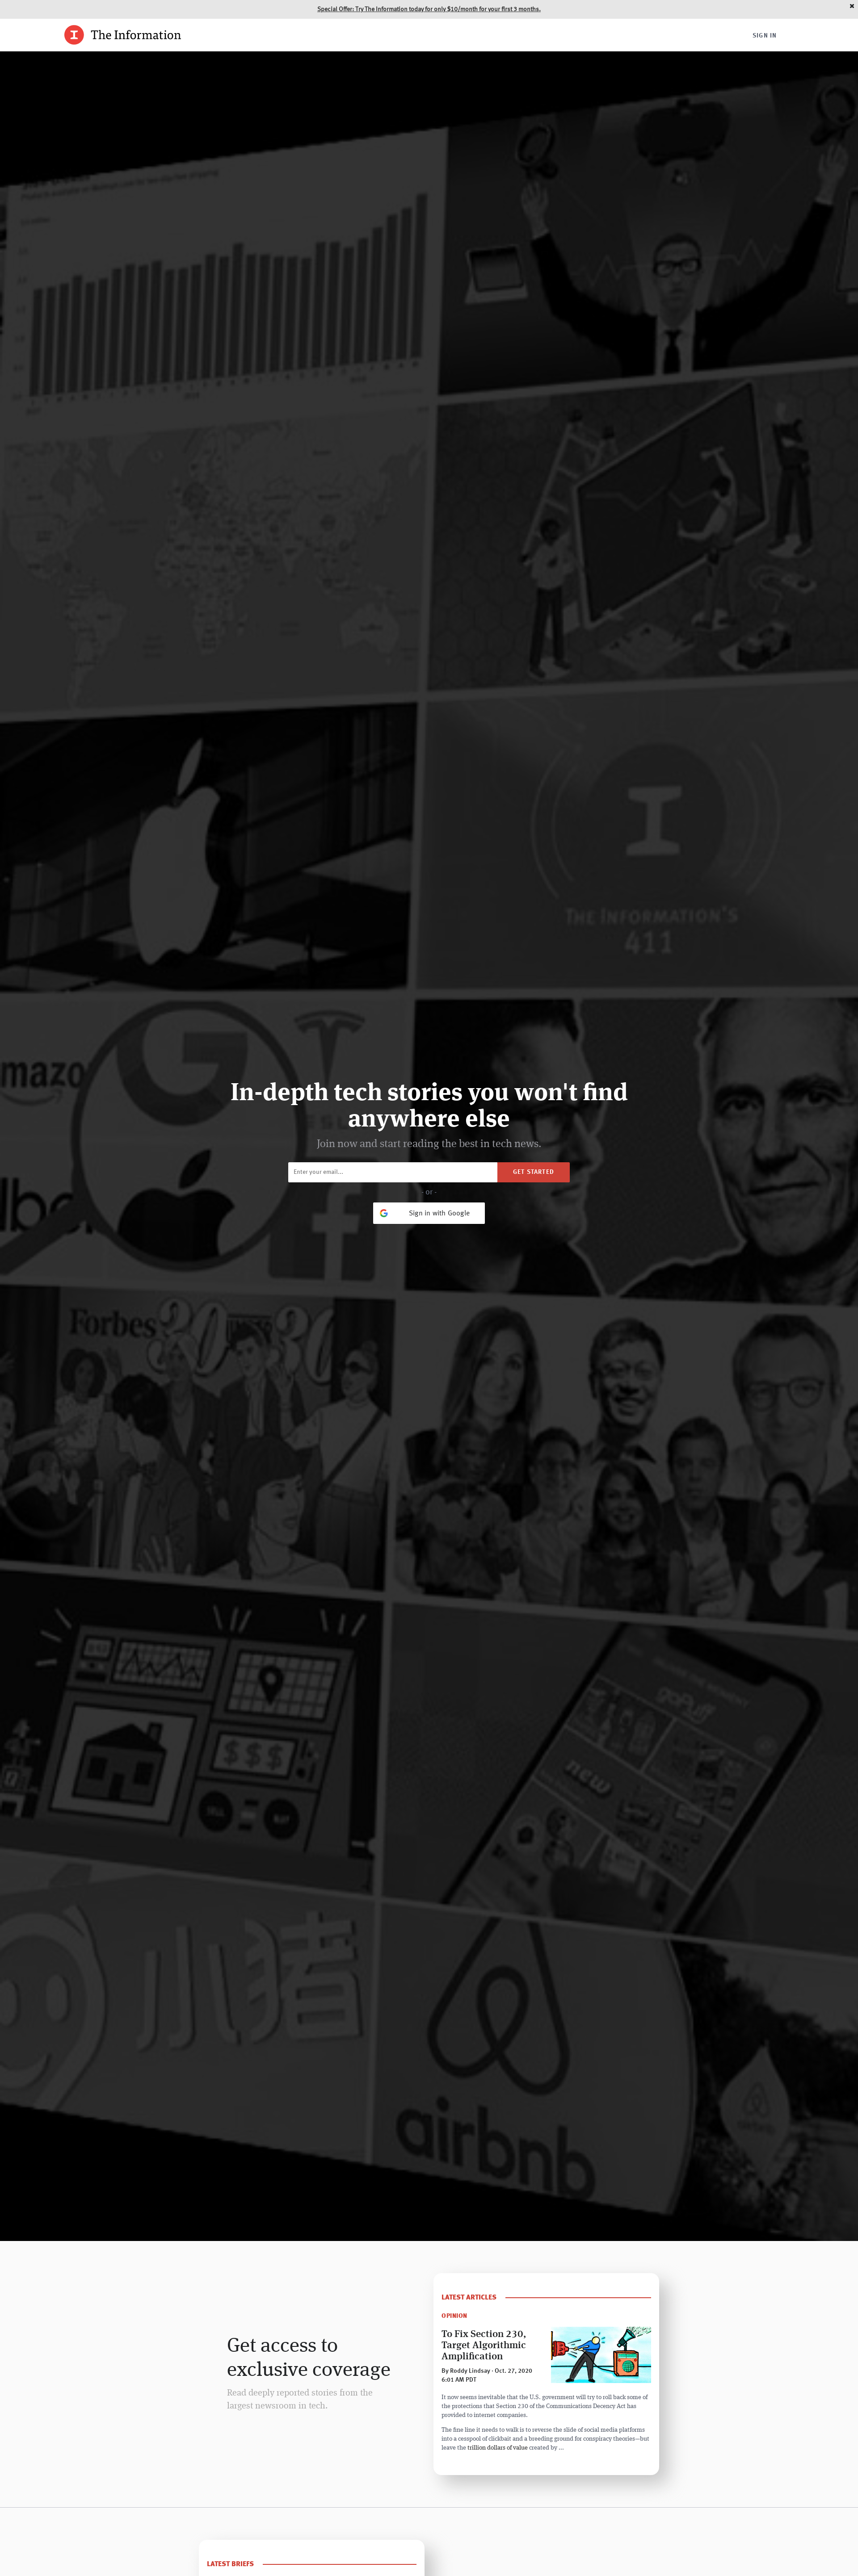 Special Offer: Try The Information today for only $10/month for your first 3 months.
The Information
SIGN IN
THE INFORMATION'S
411
In-depth tech stories you won't find
anywhere else
Join now and start reading the best in tech news.
Enter your email...
GET STARTED
- or -
Sign in with Google
Forbes
goPuff
new
小猪
airbnb
Get access to
exclusive coverage
Read deeply reported stories from the
largest newsroom in tech.
LATEST ARTICLES
OPINION
To Fix Section 230,
Target Algorithmic
Amplification
By Roddy Lindsay · Oct. 27, 2020
6:01 AM PDT
It now seems inevitable that the U.S. government will try to roll back some of
the protections that Section 230 of the Communications Decency Act has
provided to internet companies.
The fine line it needs to walk is to reverse the slide of social media platforms
into a cesspool of clickbait and a breeding ground for conspiracy theories—but
leave the trillion dollars of value created by ...
LATEST BRIEFS